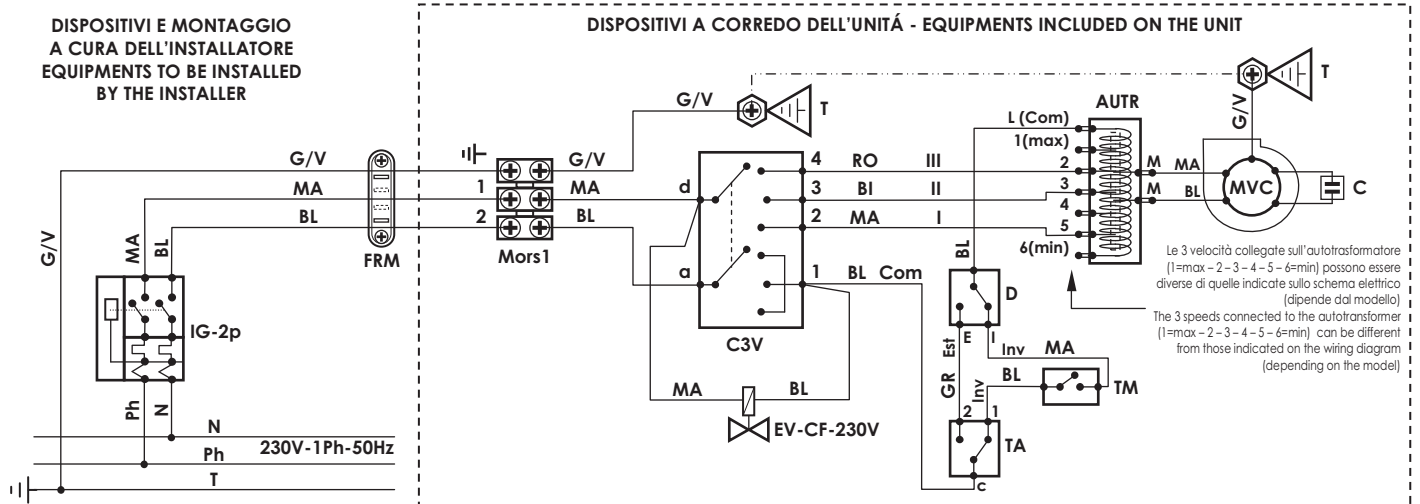 DISPOSITIVI E MONTAGGIO
A CURA DELL'INSTALLATORE
EQUIPMENTS TO BE INSTALLED
BY THE INSTALLER
DISPOSITIVI A CORREDO DELL'UNITÁ - EQUIPMENTS INCLUDED ON THE UNIT
G/V
T
T
G/V
AUTR
L (Com)
1(max)
2
3
4
5
6(min)
G/V
G/V
MA
1
MA
BL
2
BL
FRM
Mors1
d
a
4 RO III
3 BI II
2 MA I
1 BL Com
C3V
M MA
M BL
MVC
C
G/V
MA
BL
IG-2p
Ph
N
BL
D
E
I
Est
GR
Inv
MA
Inv
BL
TM
2
1
TA
c
MA
BL
EV-CF-230V
N
230V-1Ph-50Hz
Ph
T
Le 3 velocità collegate sull'autotrasformatore
(1=max – 2 – 3 – 4 – 5 – 6=min) possono essere
diverse di quelle indicate sullo schema elettrico
(dipende dal modello)
The 3 speeds connected to the autotransformer
(1=max – 2 – 3 – 4 – 5 – 6=min) can be different
from those indicated on the wiring diagram
(depending on the model)